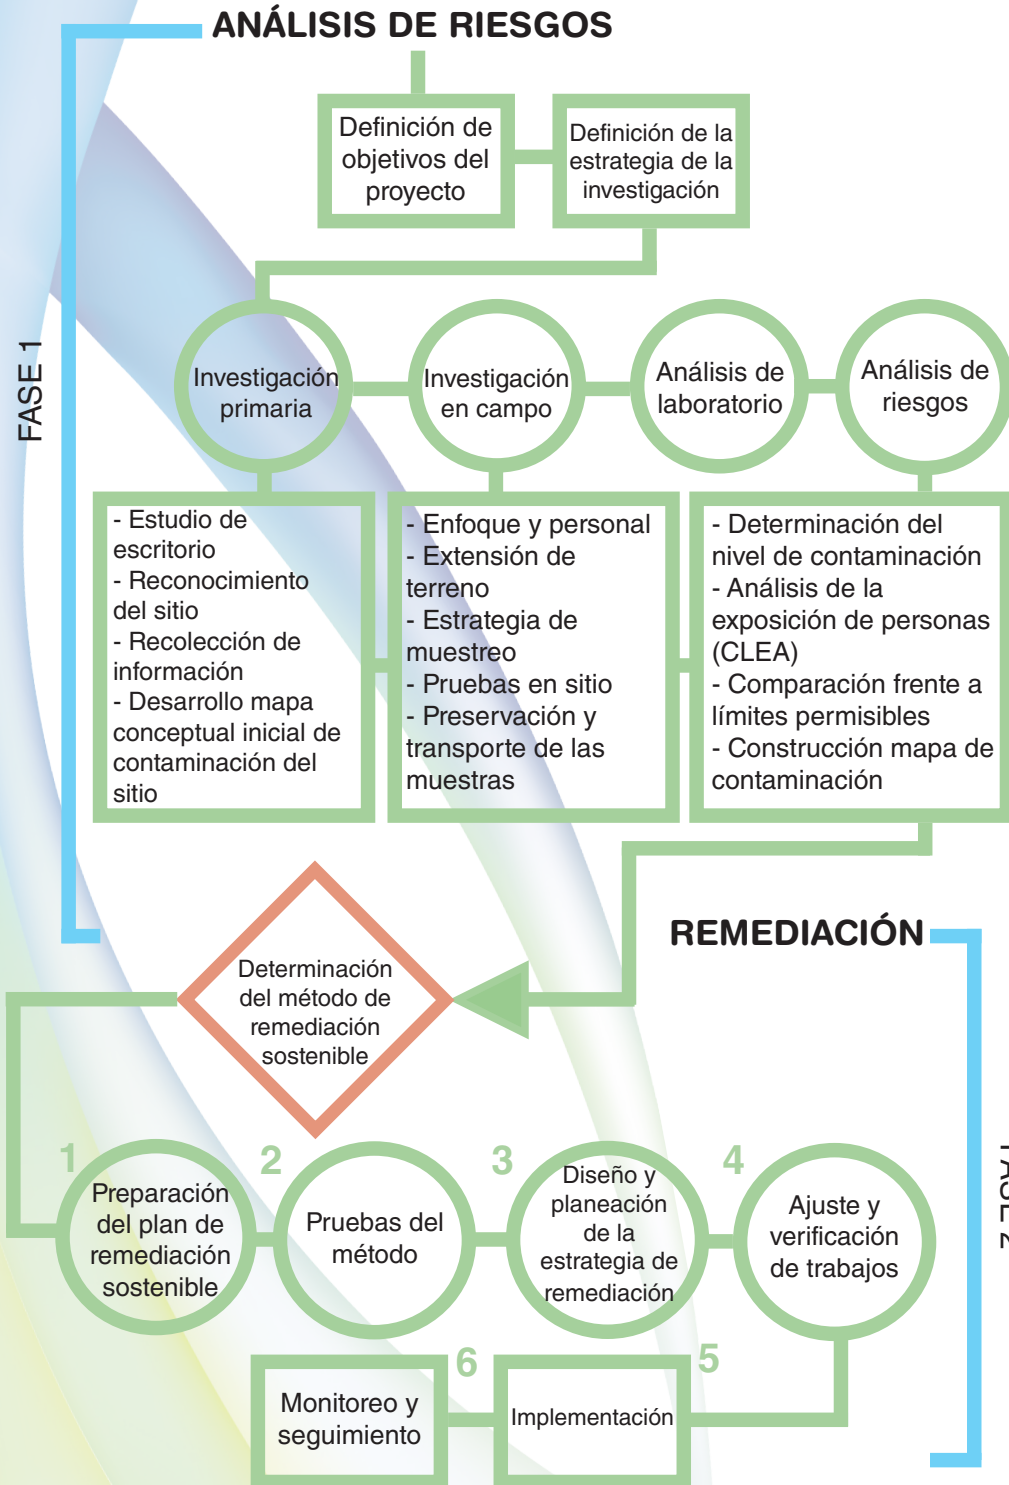 ANÁLISIS DE RIESGOS
Definición de
objetivos del
proyecto
Definición de la
estrategia de la
investigación
FASE 1
Investigación
primaria
Investigación
en campo
Análisis de
laboratorio
Análisis de
riesgos
- Estudio de
escritorio
- Reconocimiento
del sitio
- Recolección de
información
- Desarrollo mapa
conceptual inicial de
contaminación del
sitio
- Enfoque y personal
- Extensión de
terreno
- Estrategia de
muestreo
- Pruebas en sitio
- Preservación y
transporte de las
muestras
- Determinación del
nivel de contaminación
- Análisis de la
exposición de personas
(CLEA)
- Comparación frente a
límites permisibles
- Construcción mapa de
contaminación
REMEDIACIÓN
Determinación
del método de
remediación
sostenible
FASE 2
1
Preparación
del plan de
remediación
sostenible
2
Pruebas del
método
3
Diseño y
planeación
de la
estrategia de
remediación
4
Ajuste y
verificación
de trabajos
5
Implementación
6
Monitoreo y
seguimiento